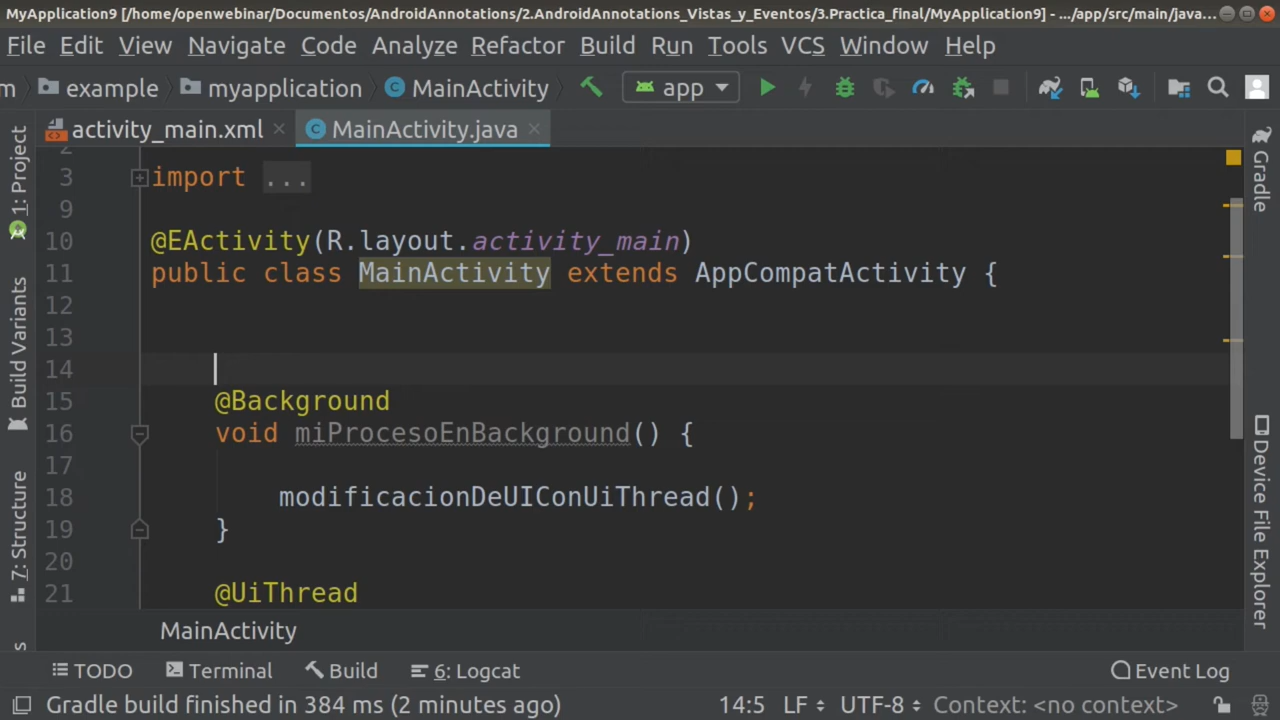 MyApplication9 [/home/openwebinar/Documentos/AndroidAnnotations/2.AndroidAnnotations_Vistas_y_Eventos/3.Practica_final/MyApplication9] - .../app/src/main/java...
File Edit View Navigate Code Analyze Refactor Build Run Tools VCS Window Help
m example myapplication MainActivity app
activity_main.xml MainActivity.java
1: Project
Build Variants
7: Structure
s
2
3 import ...
9
10 @EActivity(R.layout.activity_main)
11 public class MainActivity extends AppCompatActivity {
12
13
14
15 @Background
16 void miProcesoEnBackground() {
17
18 modificacionDeUIConUiThread();
19 }
20
21 @UiThread
Gradle
Device File Explorer
MainActivity
TODO Terminal Build 6: Logcat Event Log
Gradle build finished in 384 ms (2 minutes ago) 14:5 LF UTF-8 Context: <no context>